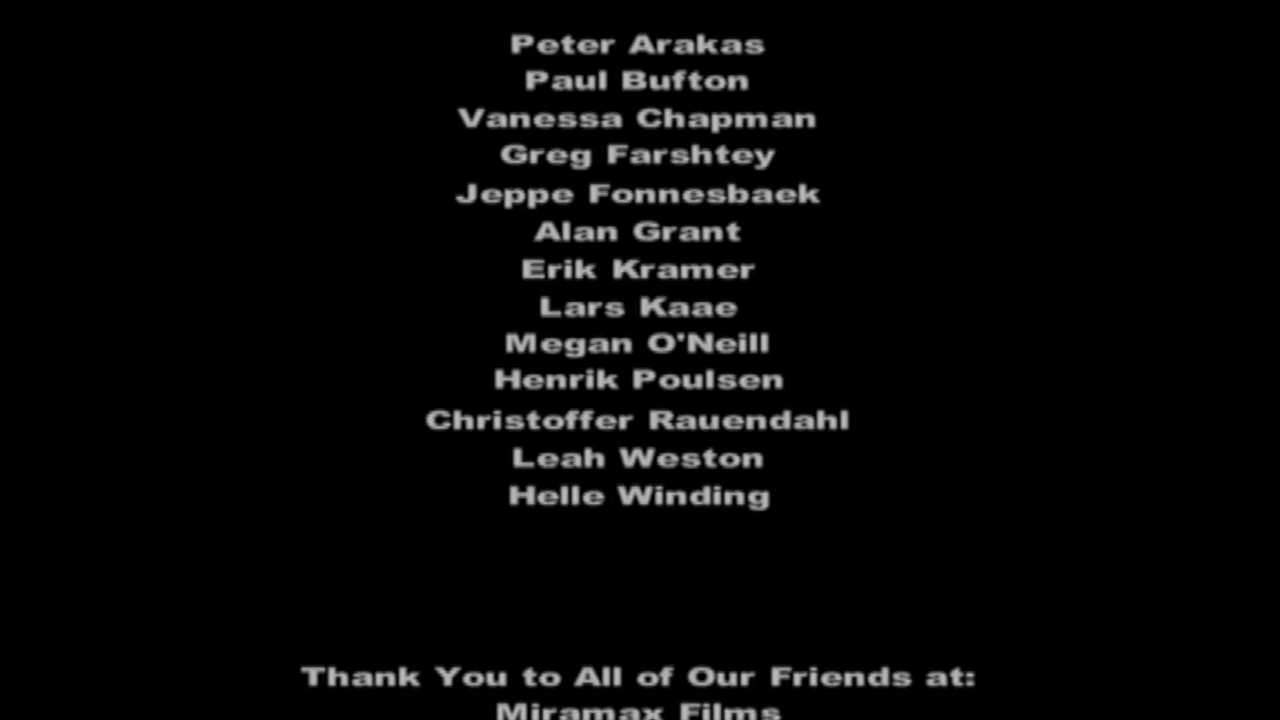 Peter Arakas
Paul Bufton
Vanessa Chapman
Greg Farshtey
Jeppe Fonnesbaek
Alan Grant
Erik Kramer
Lars Kaae
Megan O'Neill
Henrik Poulsen
Christoffer Rauendahl
Leah Weston
Helle Winding
Thank You to All of Our Friends at:
Miramax Films